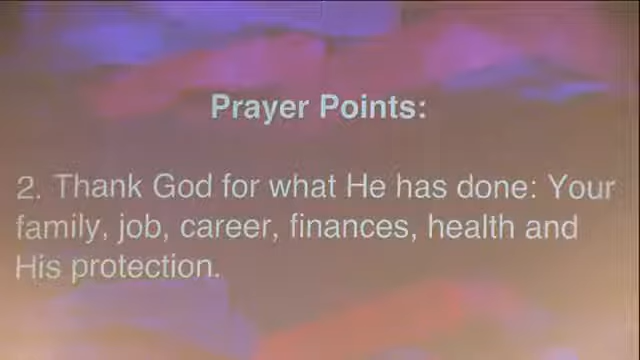 Prayer Points:
2. Thank God for what He has done: Your
family, job, career, finances, health and
His protection.